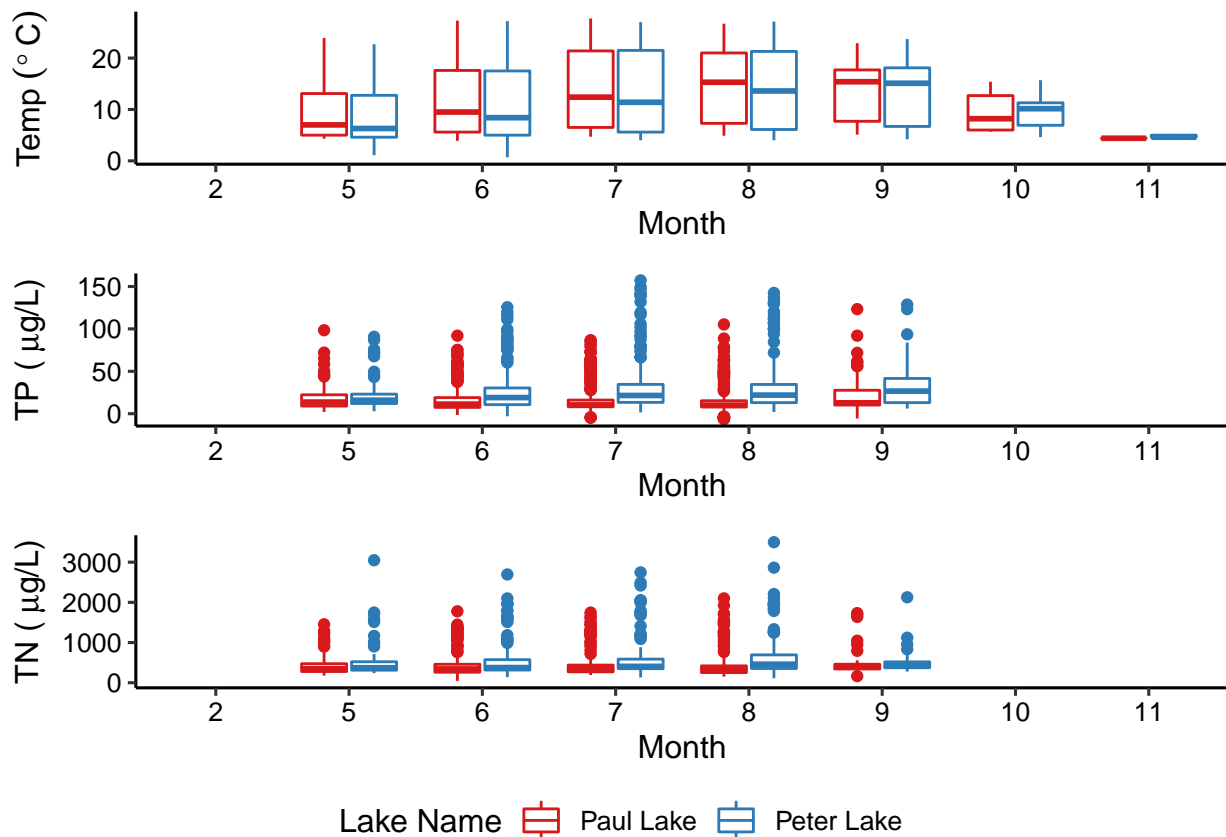 Temp (° C)
20
10
0
2 5 6 7 8 9 10 11
Month
TP ( μg/L)
150
100
50
0
2 5 6 7 8 9 10 11
Month
TN ( μg/L)
3000
2000
1000
0
2 5 6 7 8 9 10 11
Month
Lake Name Paul Lake Peter Lake